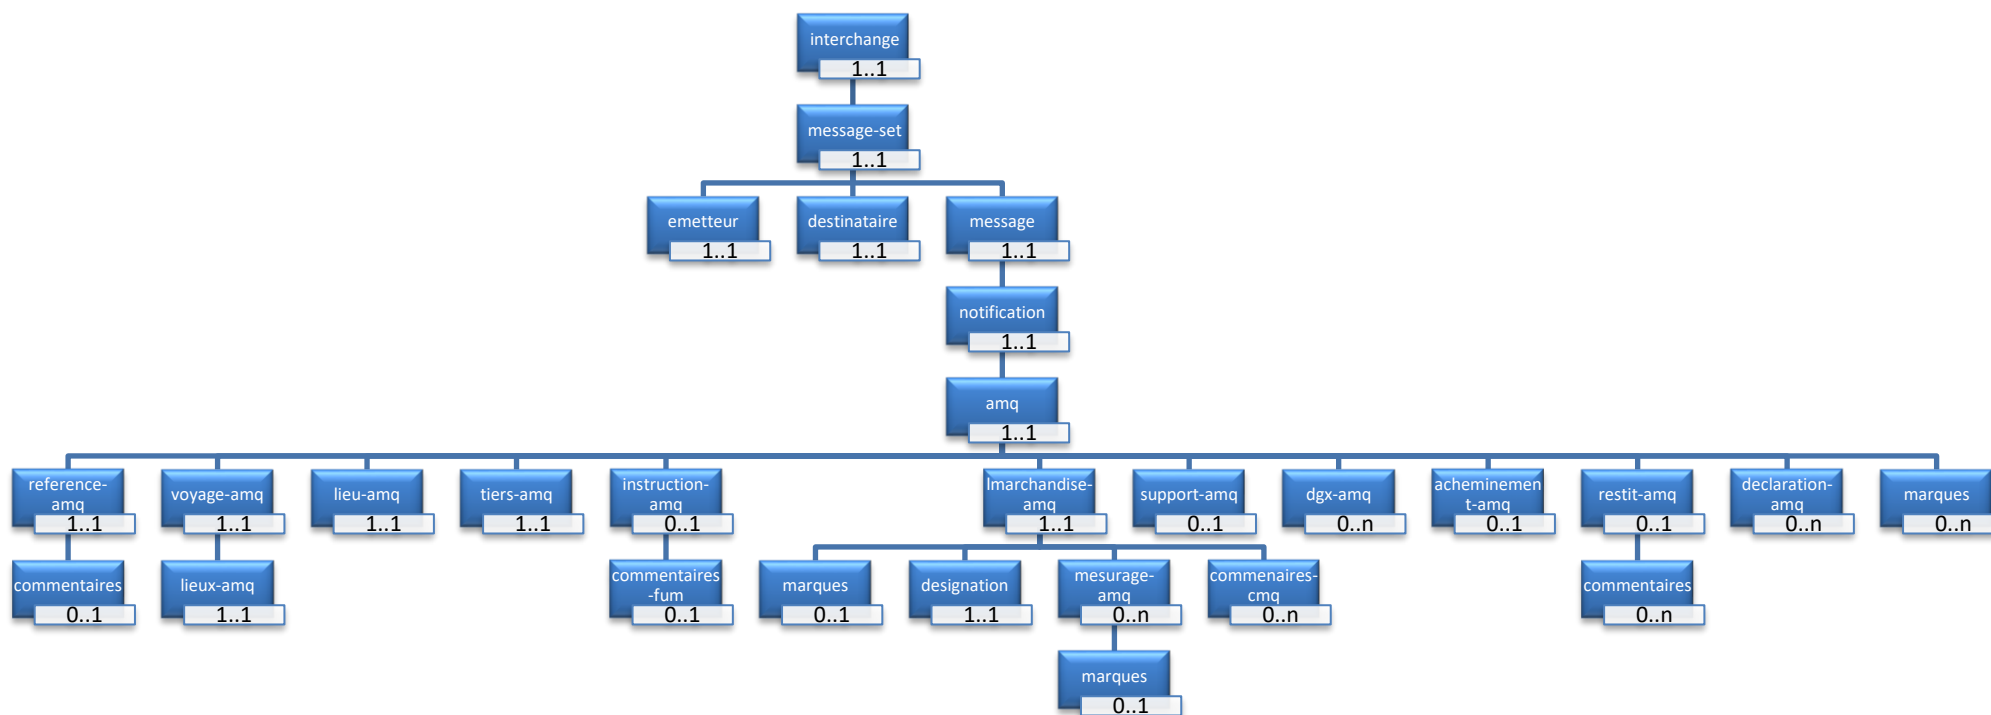 interchange
1..1
message-set
1..1
emetteur
1..1
destinataire
1..1
message
1..1
notification
1..1
amq
1..1
reference-
amq
1..1
voyage-amq
1..1
lieu-amq
1..1
tiers-amq
1..1
instruction-
amq
0..1
lmarchandise-
amq
1..1
support-amq
0..1
dgx-amq
0..n
acheminemen
t-amq
0..1
restit-amq
0..1
declaration-
amq
0..n
marques
0..n
commentaires
0..1
lieux-amq
1..1
commentaires
-fum
0..1
marques
0..1
designation
1..1
mesurage-
amq
0..n
commenaires-
cmq
0..n
commentaires
0..n
marques
0..1